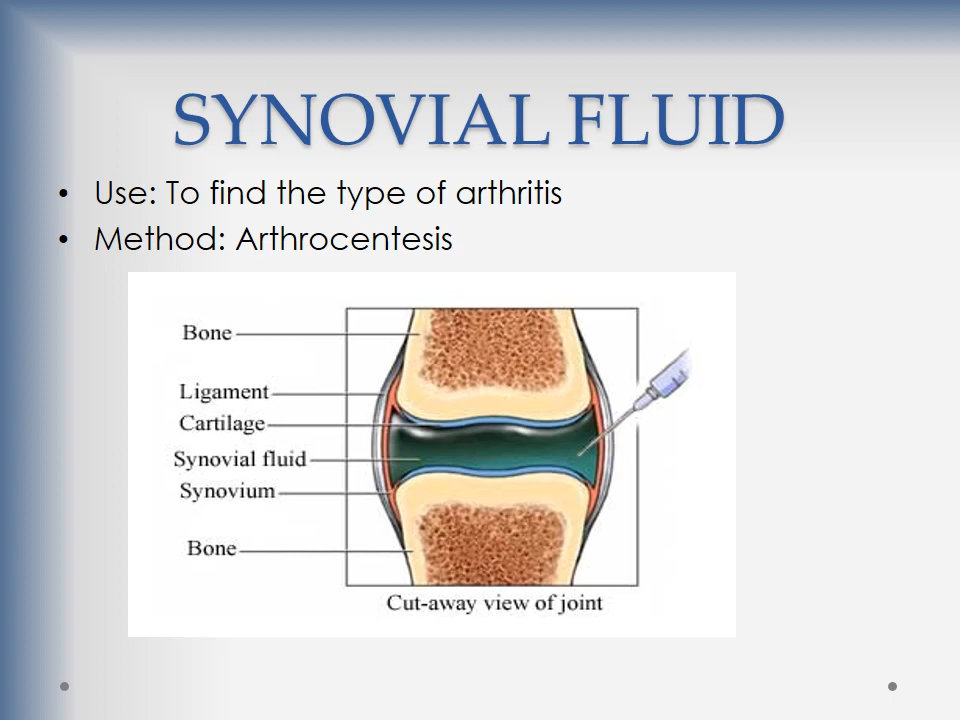 SYNOVIAL FLUID
• Use: To find the type of arthritis
• Method: Arthrocentesis
Bone
Ligament
Cartilage
Synovial fluid
Synovium
Bone
Cut-away view of joint